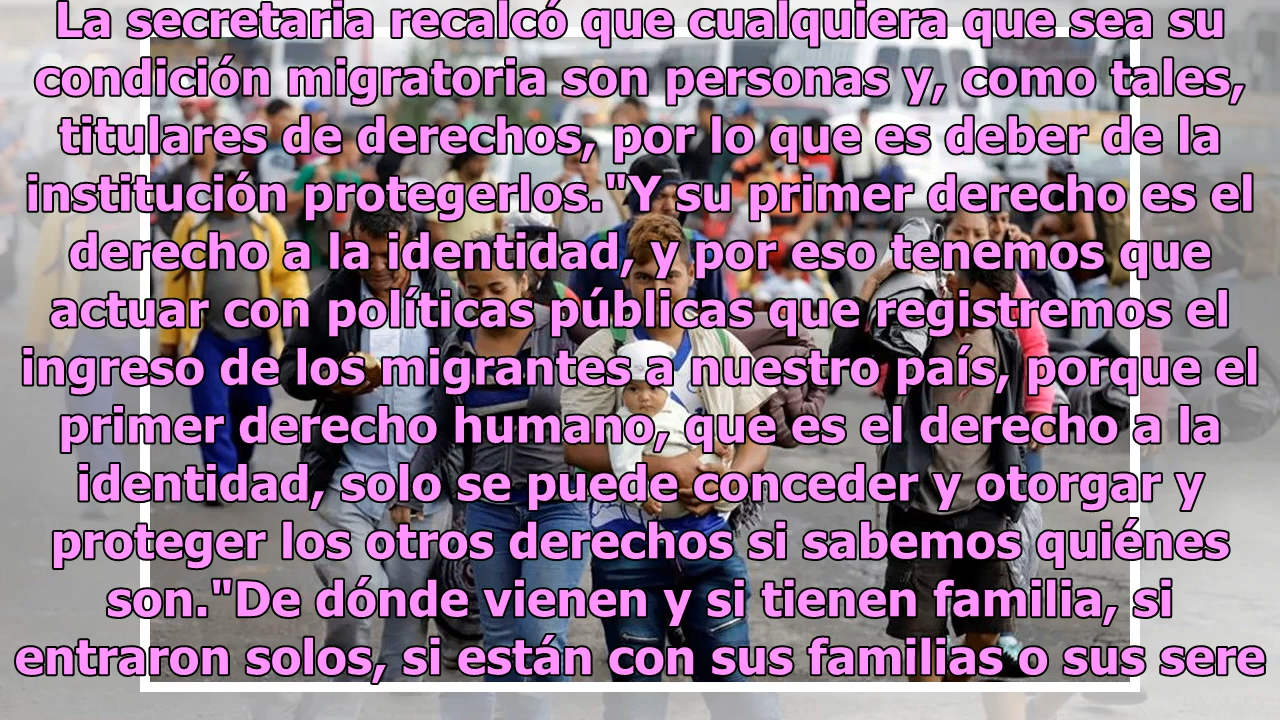 La secretaria recalcó que cualquiera que sea su
condición migratoria son personas y, como tales,
titulares de derechos, por lo que es deber de la
institución protegerlos."Y su primer derecho es el
derecho a la identidad, y por eso tenemos que
actuar con políticas públicas que registremos el
ingreso de los migrantes a nuestro país, porque el
primer derecho humano, que es el derecho a la
identidad, solo se puede conceder y otorgar y
proteger los otros derechos si sabemos quiénes
son."De dónde vienen y si tienen familia, si
entraron solos, si están con sus familias o sus sere